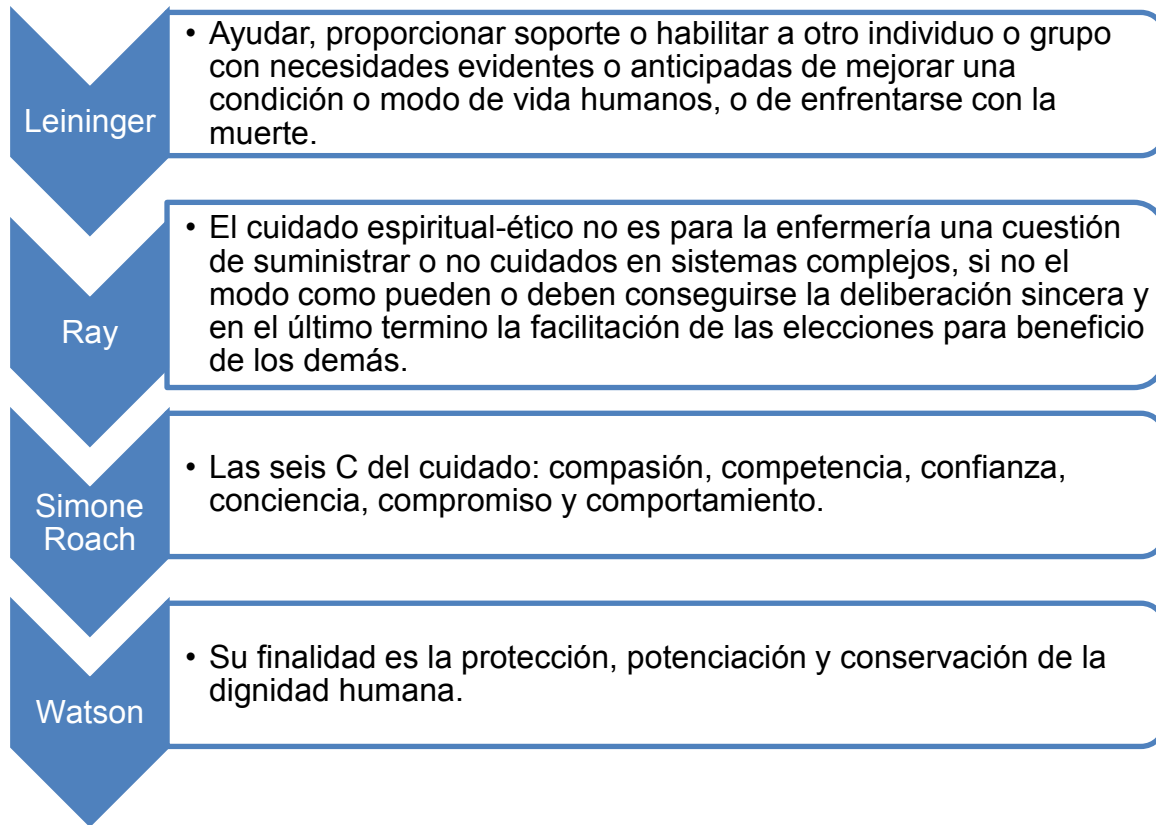 Leininger
• Ayudar, proporcionar soporte o habilitar a otro individuo o grupo
con necesidades evidentes o anticipadas de mejorar una
condición o modo de vida humanos, o de enfrentarse con la
muerte.
Ray
• El cuidado espiritual-ético no es para la enfermería una cuestión
de suministrar o no cuidados en sistemas complejos, si no el
modo como pueden o deben conseguirse la deliberación sincera y
en el último termino la facilitación de las elecciones para beneficio
de los demás.
Simone
Roach
• Las seis C del cuidado: compasión, competencia, confianza,
conciencia, compromiso y comportamiento.
Watson
• Su finalidad es la protección, potenciación y conservación de la
dignidad humana.